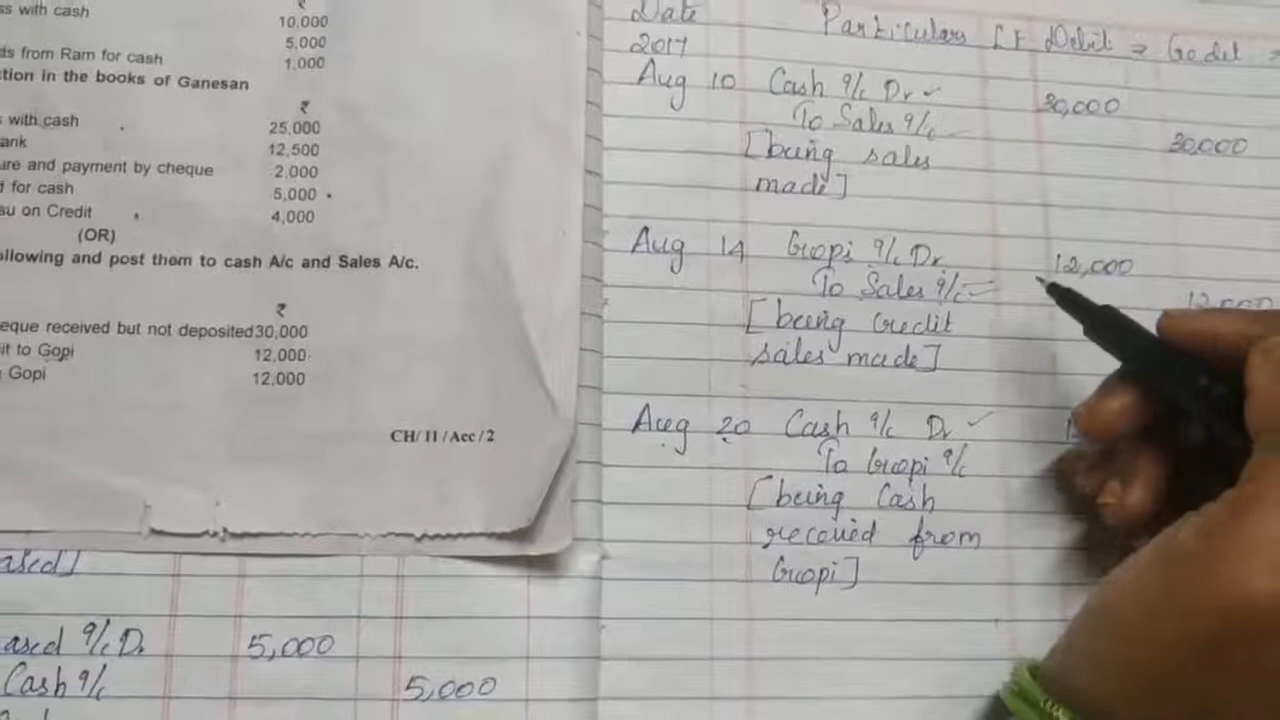 ss with cash
₹
10,000
5,000
ds from Ram for cash
1,000
tion in the books of Ganesan
₹
with cash
25,000
ank
12,500
ure and payment by cheque
2,000
for cash
5,000
su on Credit
4,000
(OR)
ollowing and post them to cash A/c and Sales A/c.
₹
eque received but not deposited 30,000
it to Gopi
12,000
Gopi
12,000
CH/11/Acc/2
ased]
ased a/c Dr
5,000
Cash a/c
5,000
Date Particulars LF Debit Credit
2017
Aug 10 Cash a/c Dr 30,000
To Sales a/c 30,000
[being sales
made]
Aug 14 Gopi a/c Dr 12,000
To Sales a/c 12,000
[being Credit
sales made]
Aug 20 Cash a/c Dr
To Gopi a/c
[being Cash
received from
Gopi]